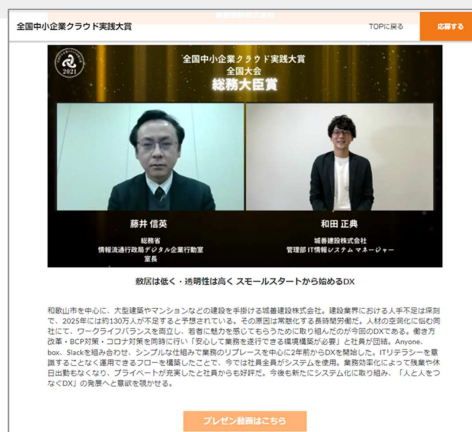 全国中小企業クラウド実践大賞
TOPに戻る
応募する
2021
全国中小企業クラウド実践大賞
全国大会
総務大臣賞
藤井 信英
総務省
情報流通行政局デジタル企業行動室
室長
和田 正典
城善建設株式会社
管理部 IT情報システム マネージャー
敷居は低く・透明性は高く スモールスタートから始めるDX
和歌山市を中心に、大型建築やマンションなどの建設を手掛ける城善建設株式会社。建設業界における人手不足は深刻
で、2025年には約130万人が不足すると予想されている。その原因は常態化する長時間労働だ。人材の空洞化に悩む同
社にて、ワークライフバランスを両立し、若者に魅力を感じてもらうために取り組んだが今回のDXである。働き方
改革・BCP対策・コロナ対策を同時に行い「安心して業務を遂行できる環境構築が必要」と社員が団結。Anyone、
box、Slackを組み合わせ、シンプルな仕組みで業務のリプレースを中心に2年前からDXを開始した。ITリテラシーを意
識することなく運用できるフローを構築したことで、今では社員全員がシステムを使用。業務効率化によって残業や休
日出勤もなくなり、プライベートが充実したと社員からも好評だ。今後も新たにシステム化に取り組み、「人と人をつ
なぐDX」の発展へと意欲を覗かせる。
プレゼン動画はこちら